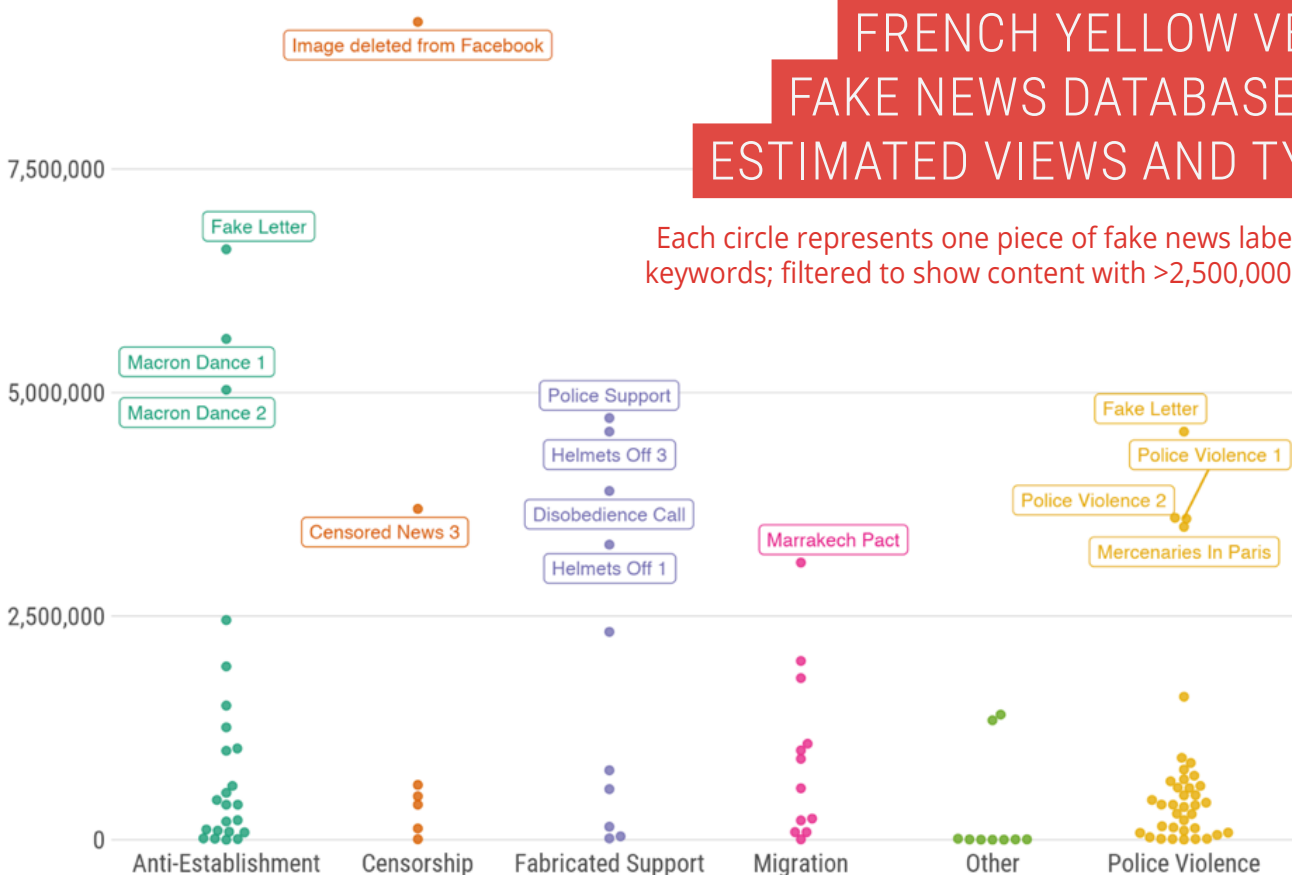 FRENCH YELLOW VE
FAKE NEWS DATABASE
ESTIMATED VIEWS AND TY
Each circle represents one piece of fake news labe
keywords; filtered to show content with >2,500,000
Image deleted from Facebook
7,500,000
Fake Letter
Macron Dance 1
5,000,000
Macron Dance 2
Police Support
Fake Letter
Helmets Off 3
Police Violence 1
Police Violence 2
Censored News 3
Disobedience Call
Marrakech Pact
Mercenaries In Paris
Helmets Off 1
2,500,000
0
Anti-Establishment
Censorship
Fabricated Support
Migration
Other
Police Violence